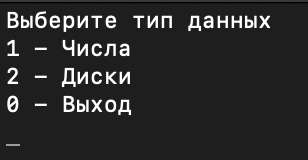 Выберите тип данных
1 – Числа
2 – Диски
0 – Выход
_